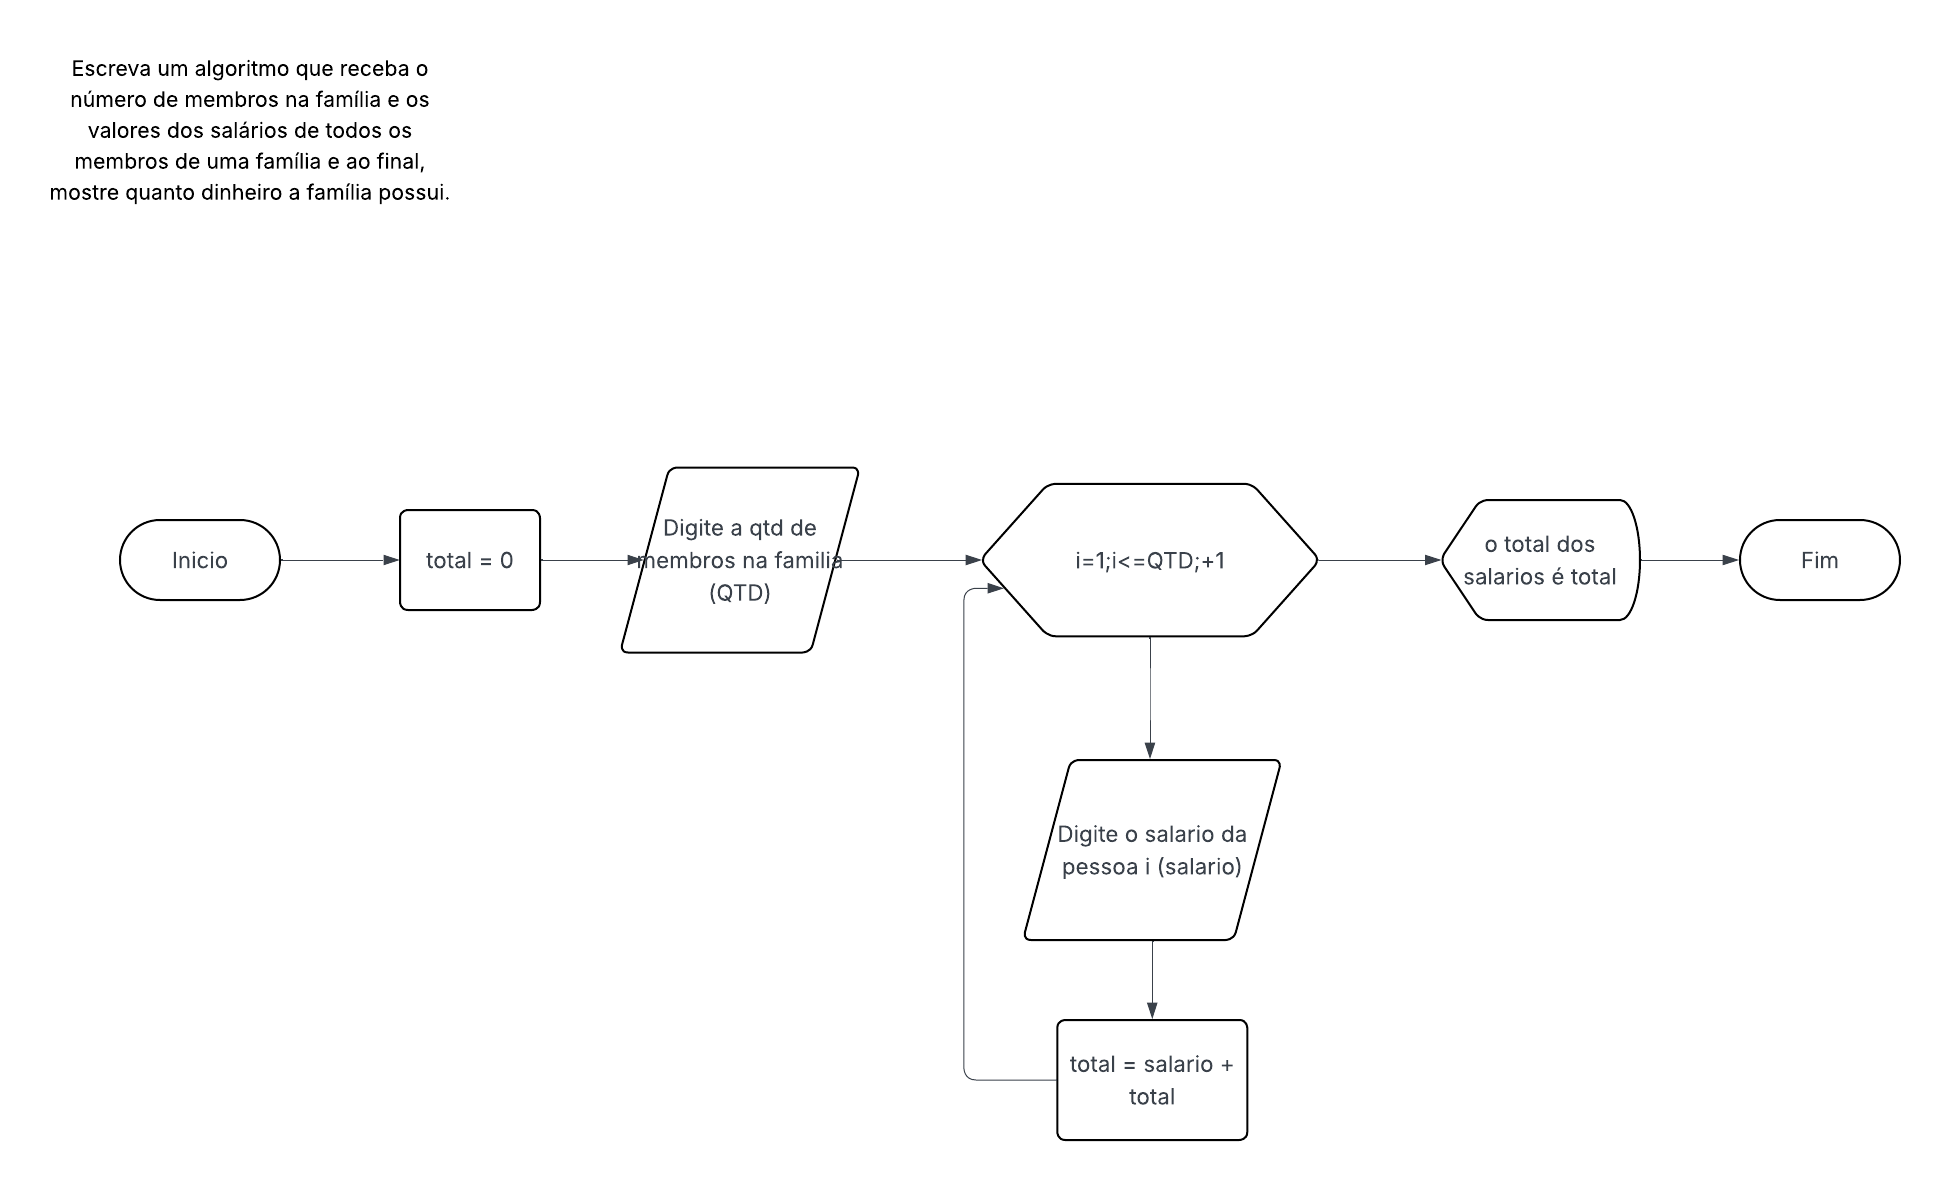 Escreva um algoritmo que receba o
número de membros na família e os
valores dos salários de todos os
membros de uma família e ao final,
mostre quanto dinheiro a família possui.
Inicio
total = 0
Digite a qtd de
membros na familia
(QTD)
i=1;i<=QTD;+1
o total dos
salarios é total
Fim
Digite o salario da
pessoa i (salario)
total = salario +
total